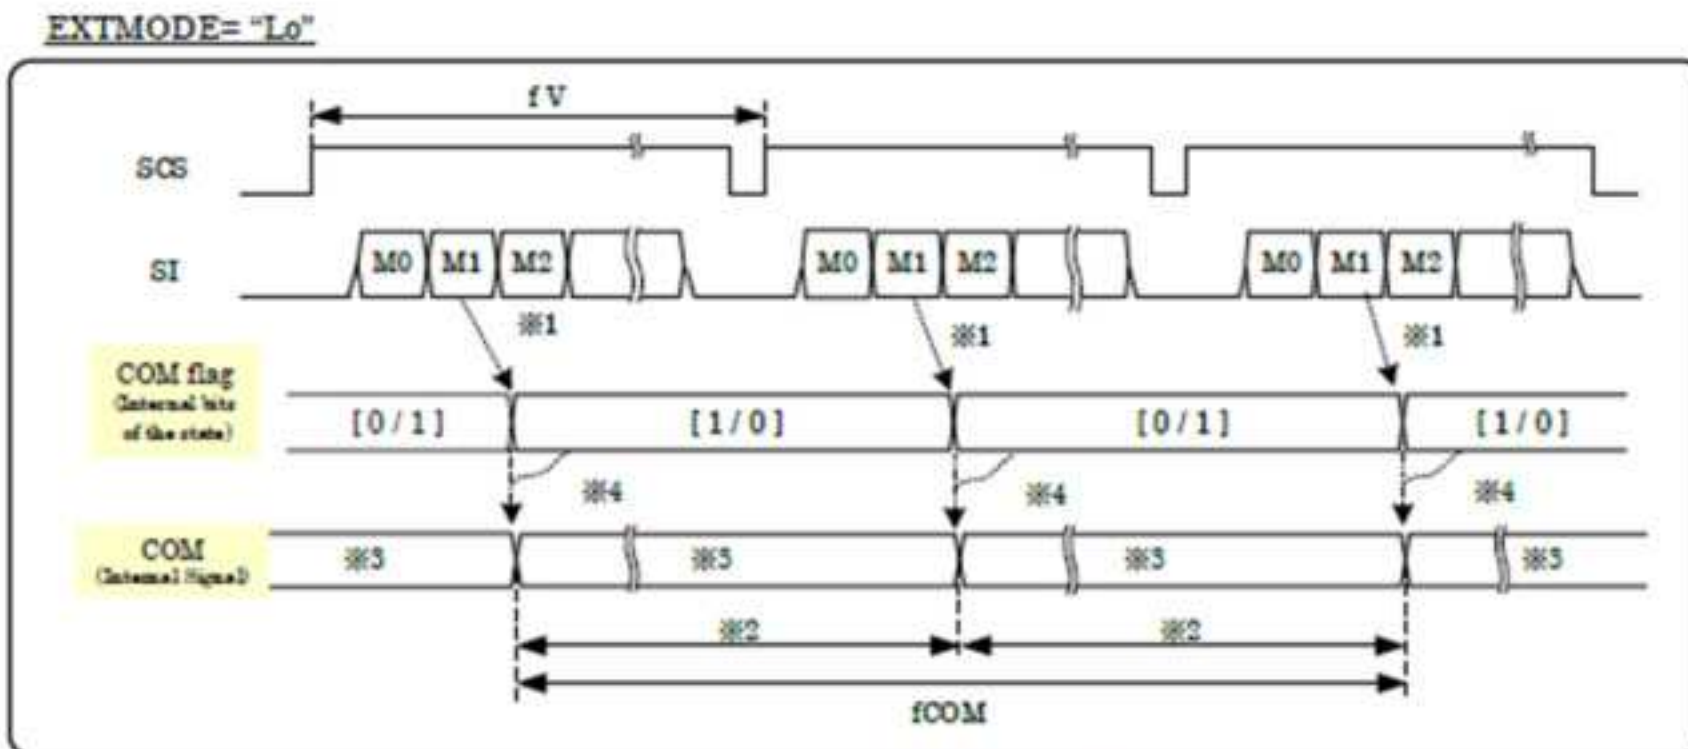 EXTMODE= "Lo"
fV
SCS
SI
M0 M1 M2
M0 M1 M2
M0 M1 M2
※1
※1
※1
COM flag
(Internal bits
of the state)
[0/1]
[1/0]
[0/1]
[1/0]
※4
※4
※4
COM
(Internal Signal)
※3
※3
※3
※3
※2
※2
fCOM